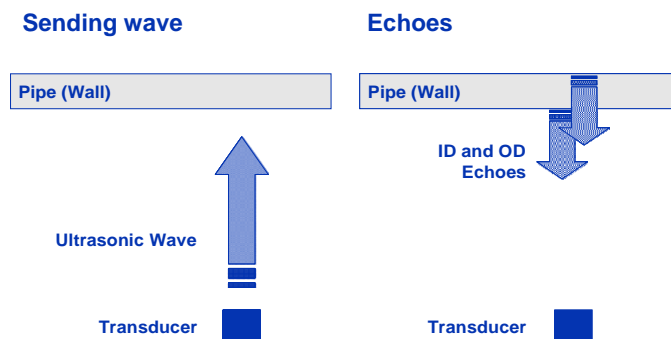 Sending wave
Pipe (Wall)
Ultrasonic Wave
Transducer
Echoes
Pipe (Wall)
ID and OD
Echoes
Transducer